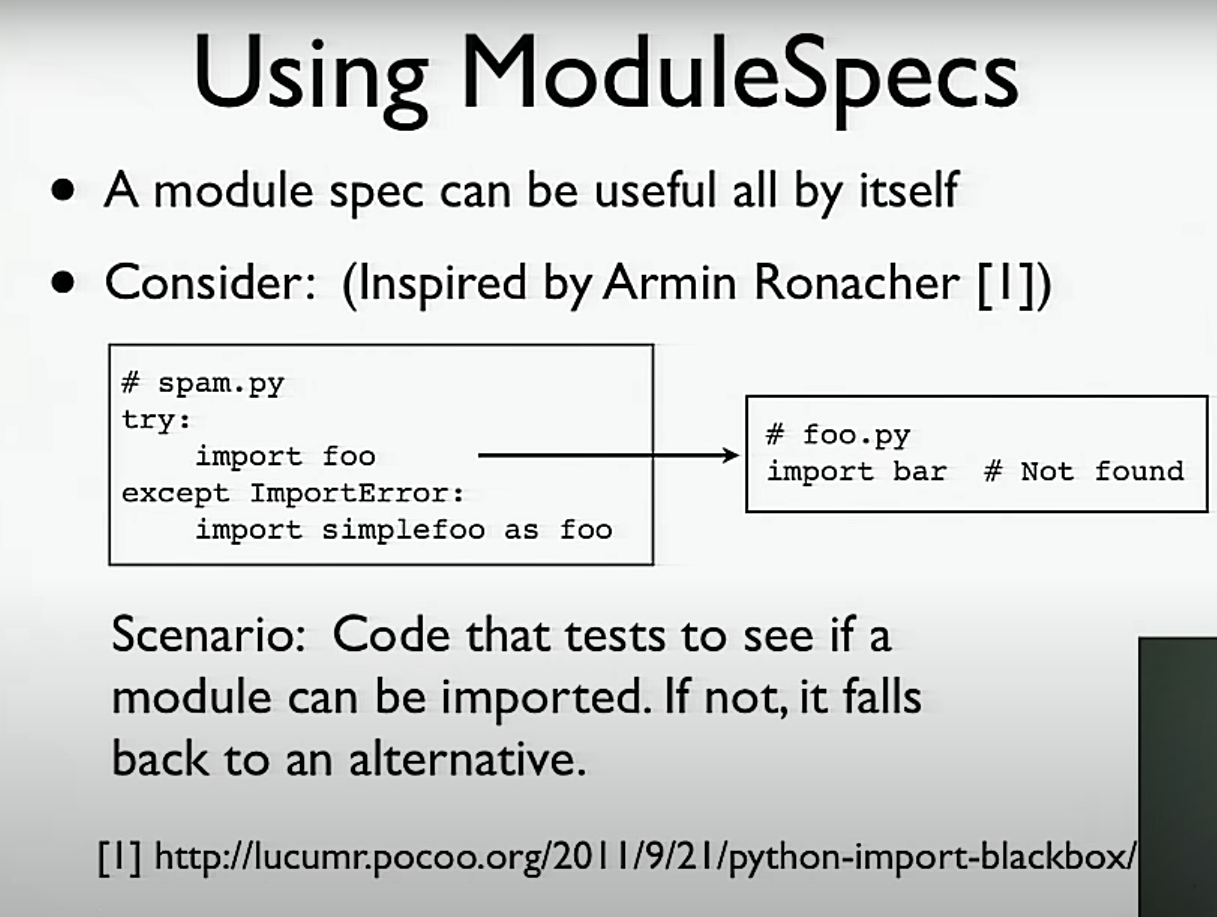 Using ModuleSpecs
• A module spec can be useful all by itself
• Consider: (Inspired by Armin Ronacher [1])
# spam.py
try:
    import foo
except ImportError:
    import simplefoo as foo
# foo.py
import bar  # Not found
Scenario: Code that tests to see if a
module can be imported. If not, it falls
back to an alternative.
[1] http://lucumr.pocoo.org/2011/9/21/python-import-blackbox/